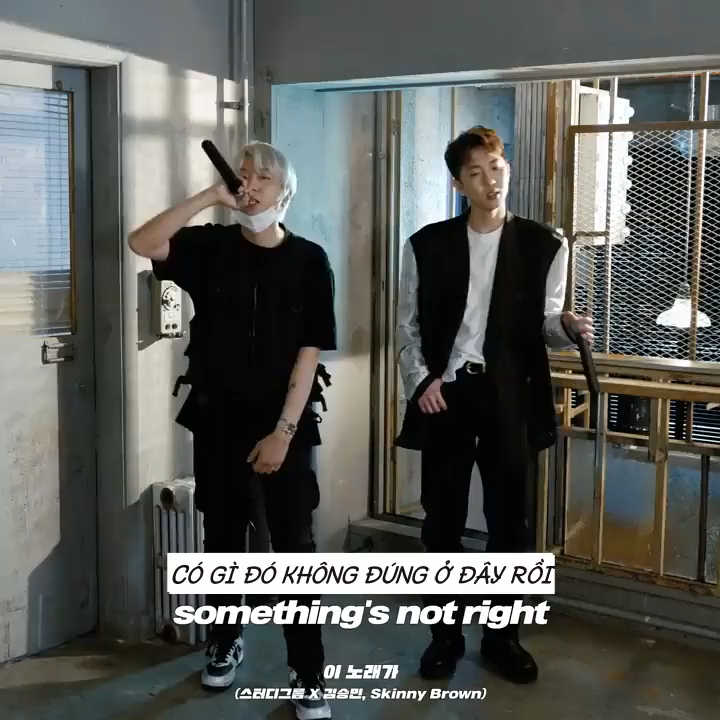 CÓ GÌ ĐÓ KHÔNG ĐÚNG Ở ĐÂY RỒI
something's not right
이 노래가
(스터디그룹 X 김승민, Skinny Brown)